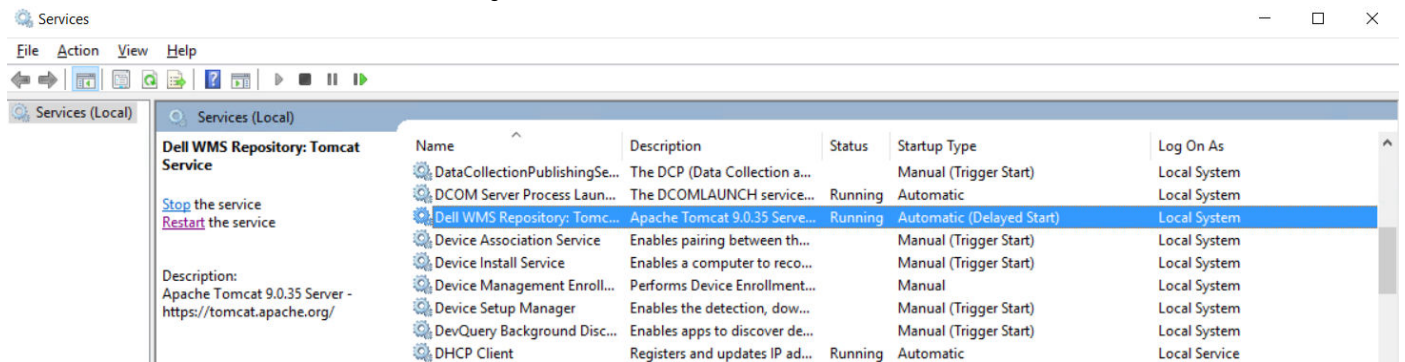 Services
File Action View Help
Services (Local)
Services (Local)
Dell WMS Repository: Tomcat
Service
Stop the service
Restart the service
Description:
Apache Tomcat 9.0.35 Server -
https://tomcat.apache.org/
Name Description Status Startup Type Log On As
DataCollectionPublishingSe... The DCP (Data Collection a... Manual (Trigger Start) Local System
DCOM Server Process Laun... The DCOMLAUNCH service... Running Automatic Local System
Dell WMS Repository: Tomc... Apache Tomcat 9.0.35 Serve... Running Automatic (Delayed Start) Local System
Device Association Service Enables pairing between th... Manual (Trigger Start) Local System
Device Install Service Enables a computer to reco... Manual (Trigger Start) Local System
Device Management Enroll... Performs Device Enrollment... Manual Local System
Device Setup Manager Enables the detection, dow... Manual (Trigger Start) Local System
DevQuery Background Disc... Enables apps to discover de... Manual (Trigger Start) Local System
DHCP Client Registers and updates IP ad... Running Automatic Local Service